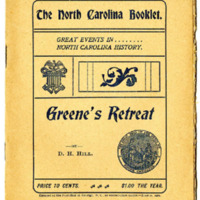 The North Carolina Booklet.
GREAT EVENTS IN........
NORTH CAROLINA HISTORY.
Greene's Retreat
—BY—
D. H. HILL.
PRICE 10 CENTS.
$1.00 THE YEAR.